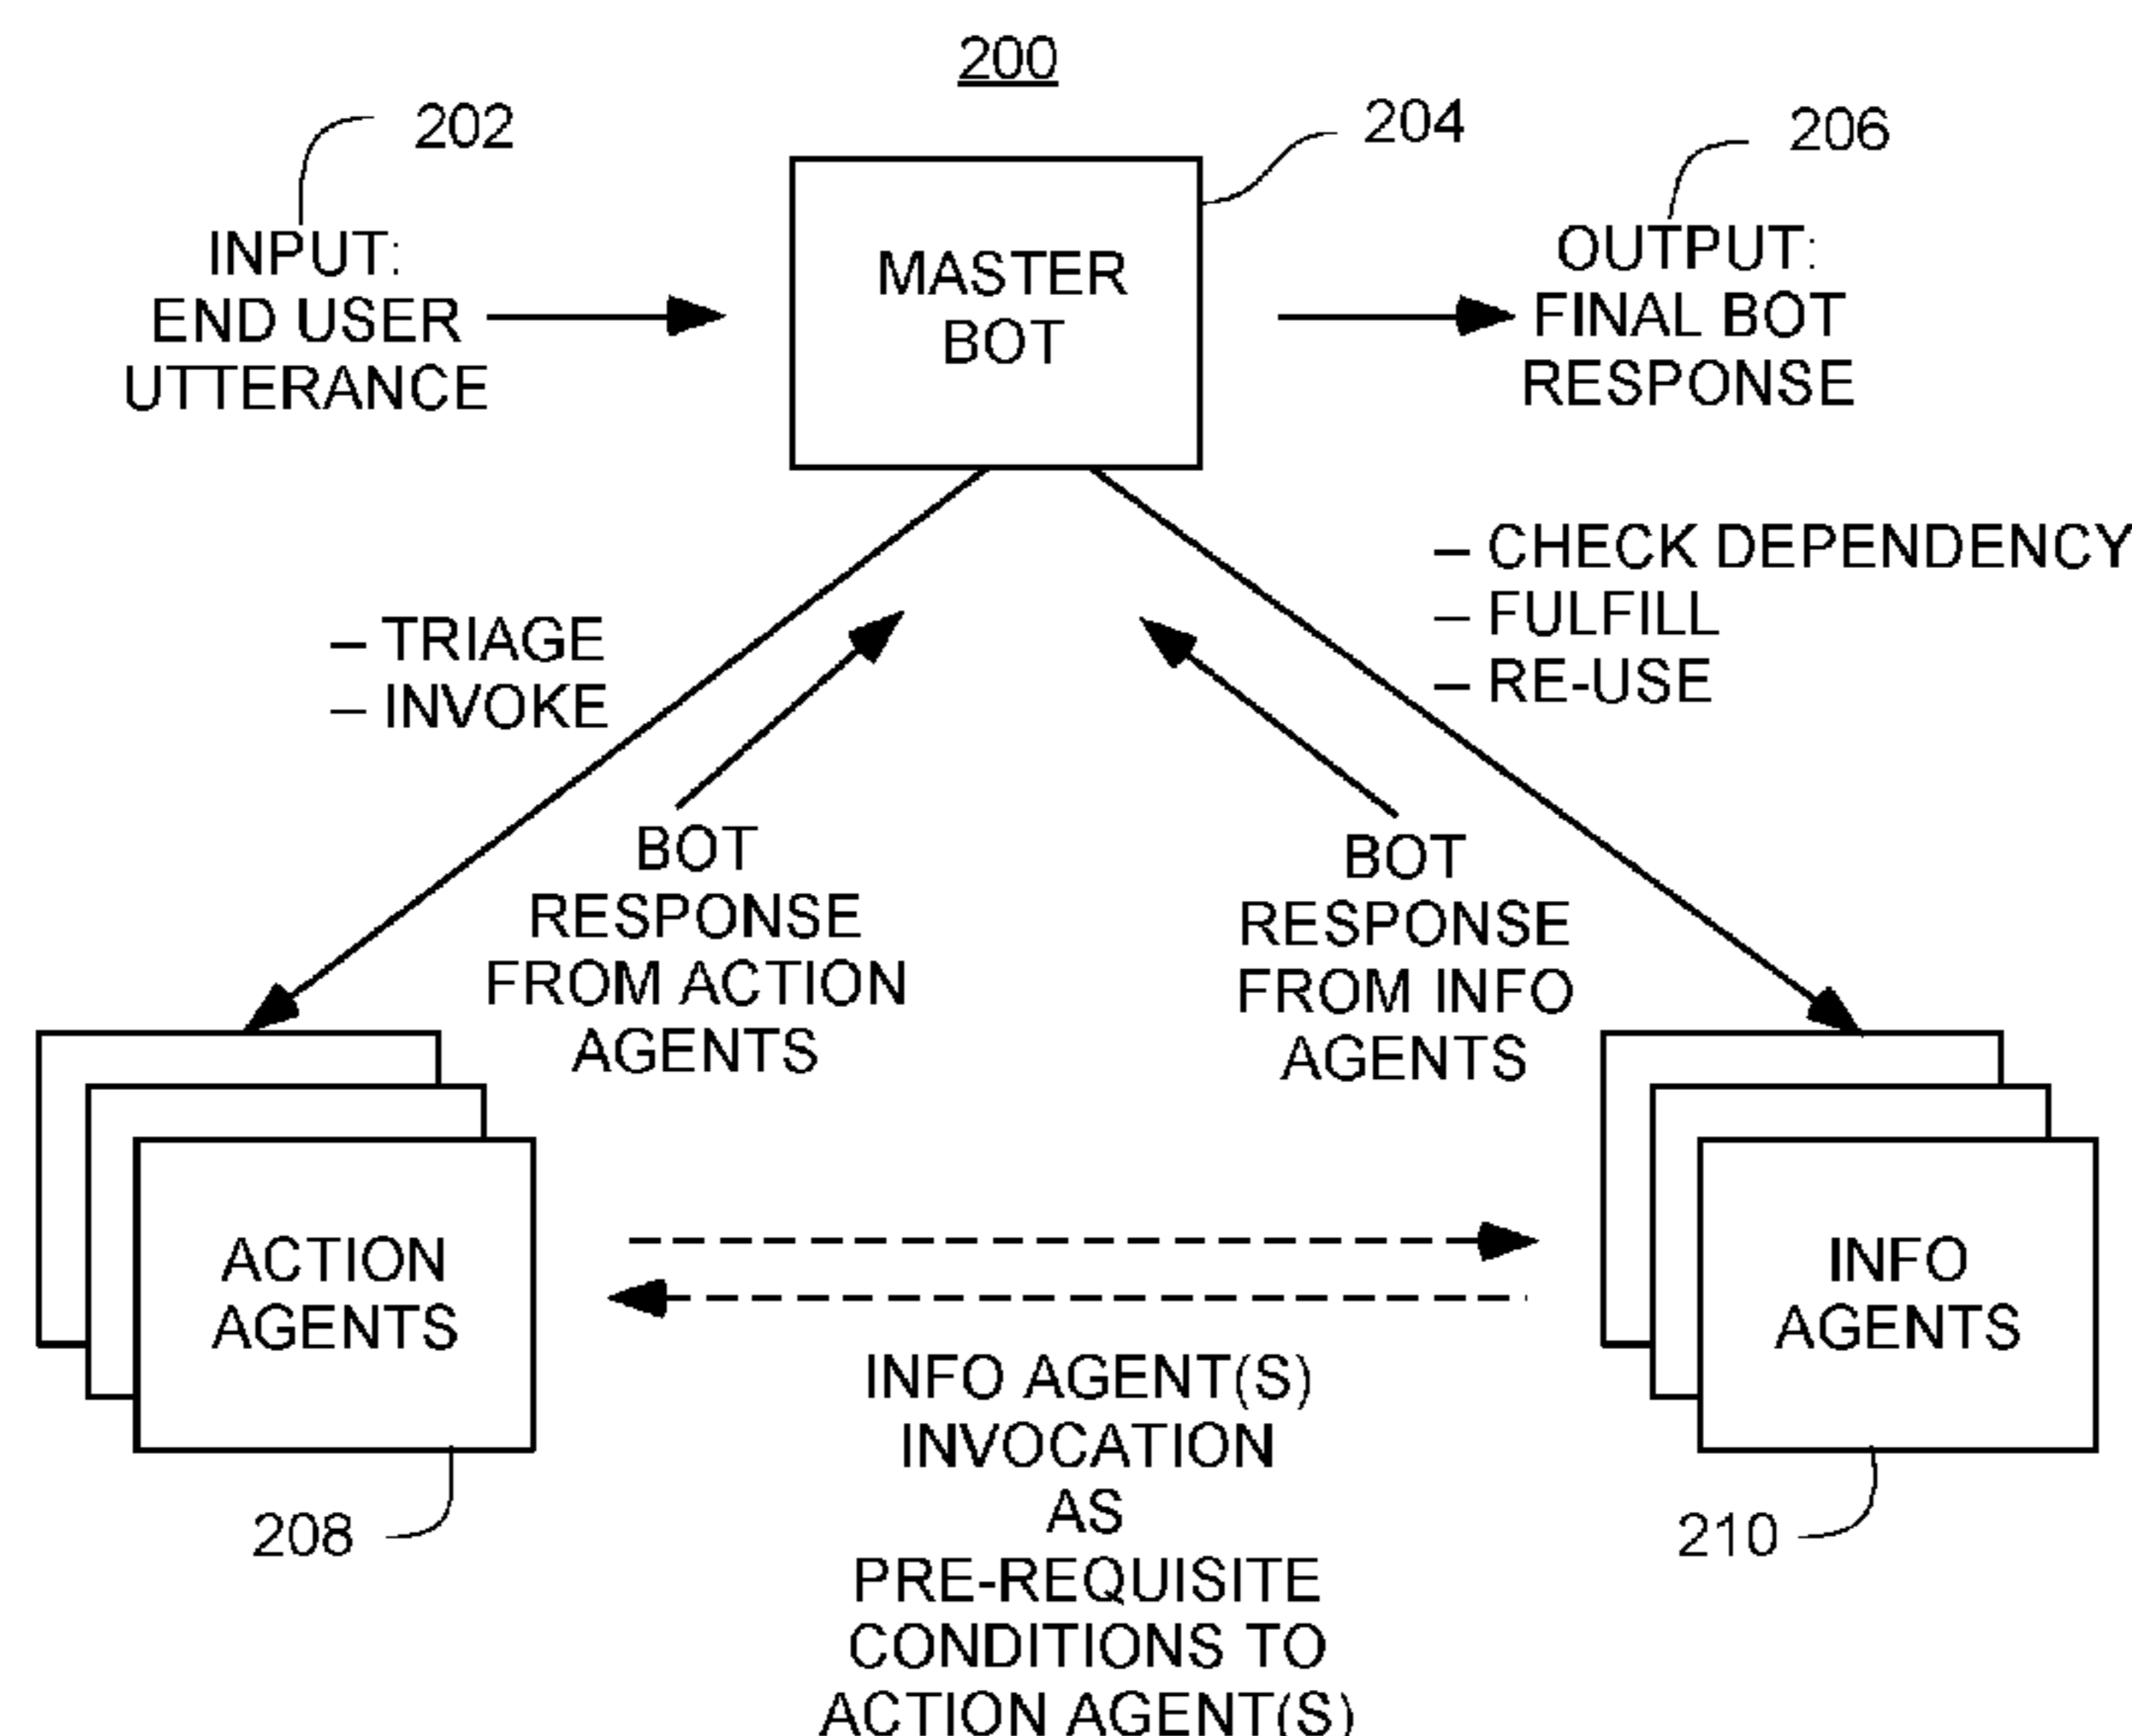 200
202
204
206
INPUT:
END USER
UTTERANCE
MASTER
BOT
OUTPUT:
FINAL BOT
RESPONSE
– TRIAGE
– INVOKE
– CHECK DEPENDENCY
– FULFILL
– RE-USE
BOT
RESPONSE
FROM ACTION
AGENTS
BOT
RESPONSE
FROM INFO
AGENTS
ACTION
AGENTS
INFO
AGENTS
INFO AGENT(S)
INVOCATION
AS
PRE-REQUISITE
CONDITIONS TO
ACTION AGENT(S)
208
210